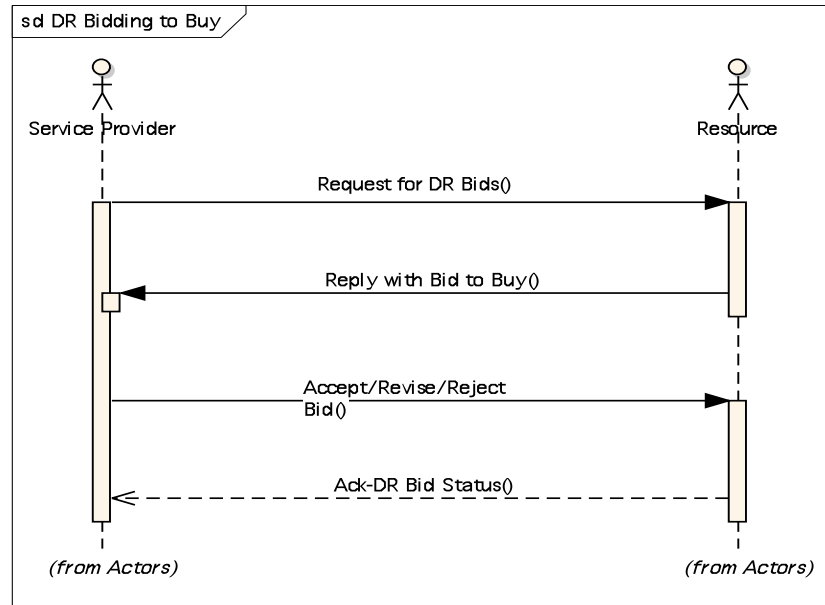 sd DR Bidding to Buy
Service Provider
Resource
Request for DR Bids()
Reply with Bid to Buy()
Accept/Revise/Reject
Bid()
Ack-DR Bid Status()
(from Actors)
(from Actors)